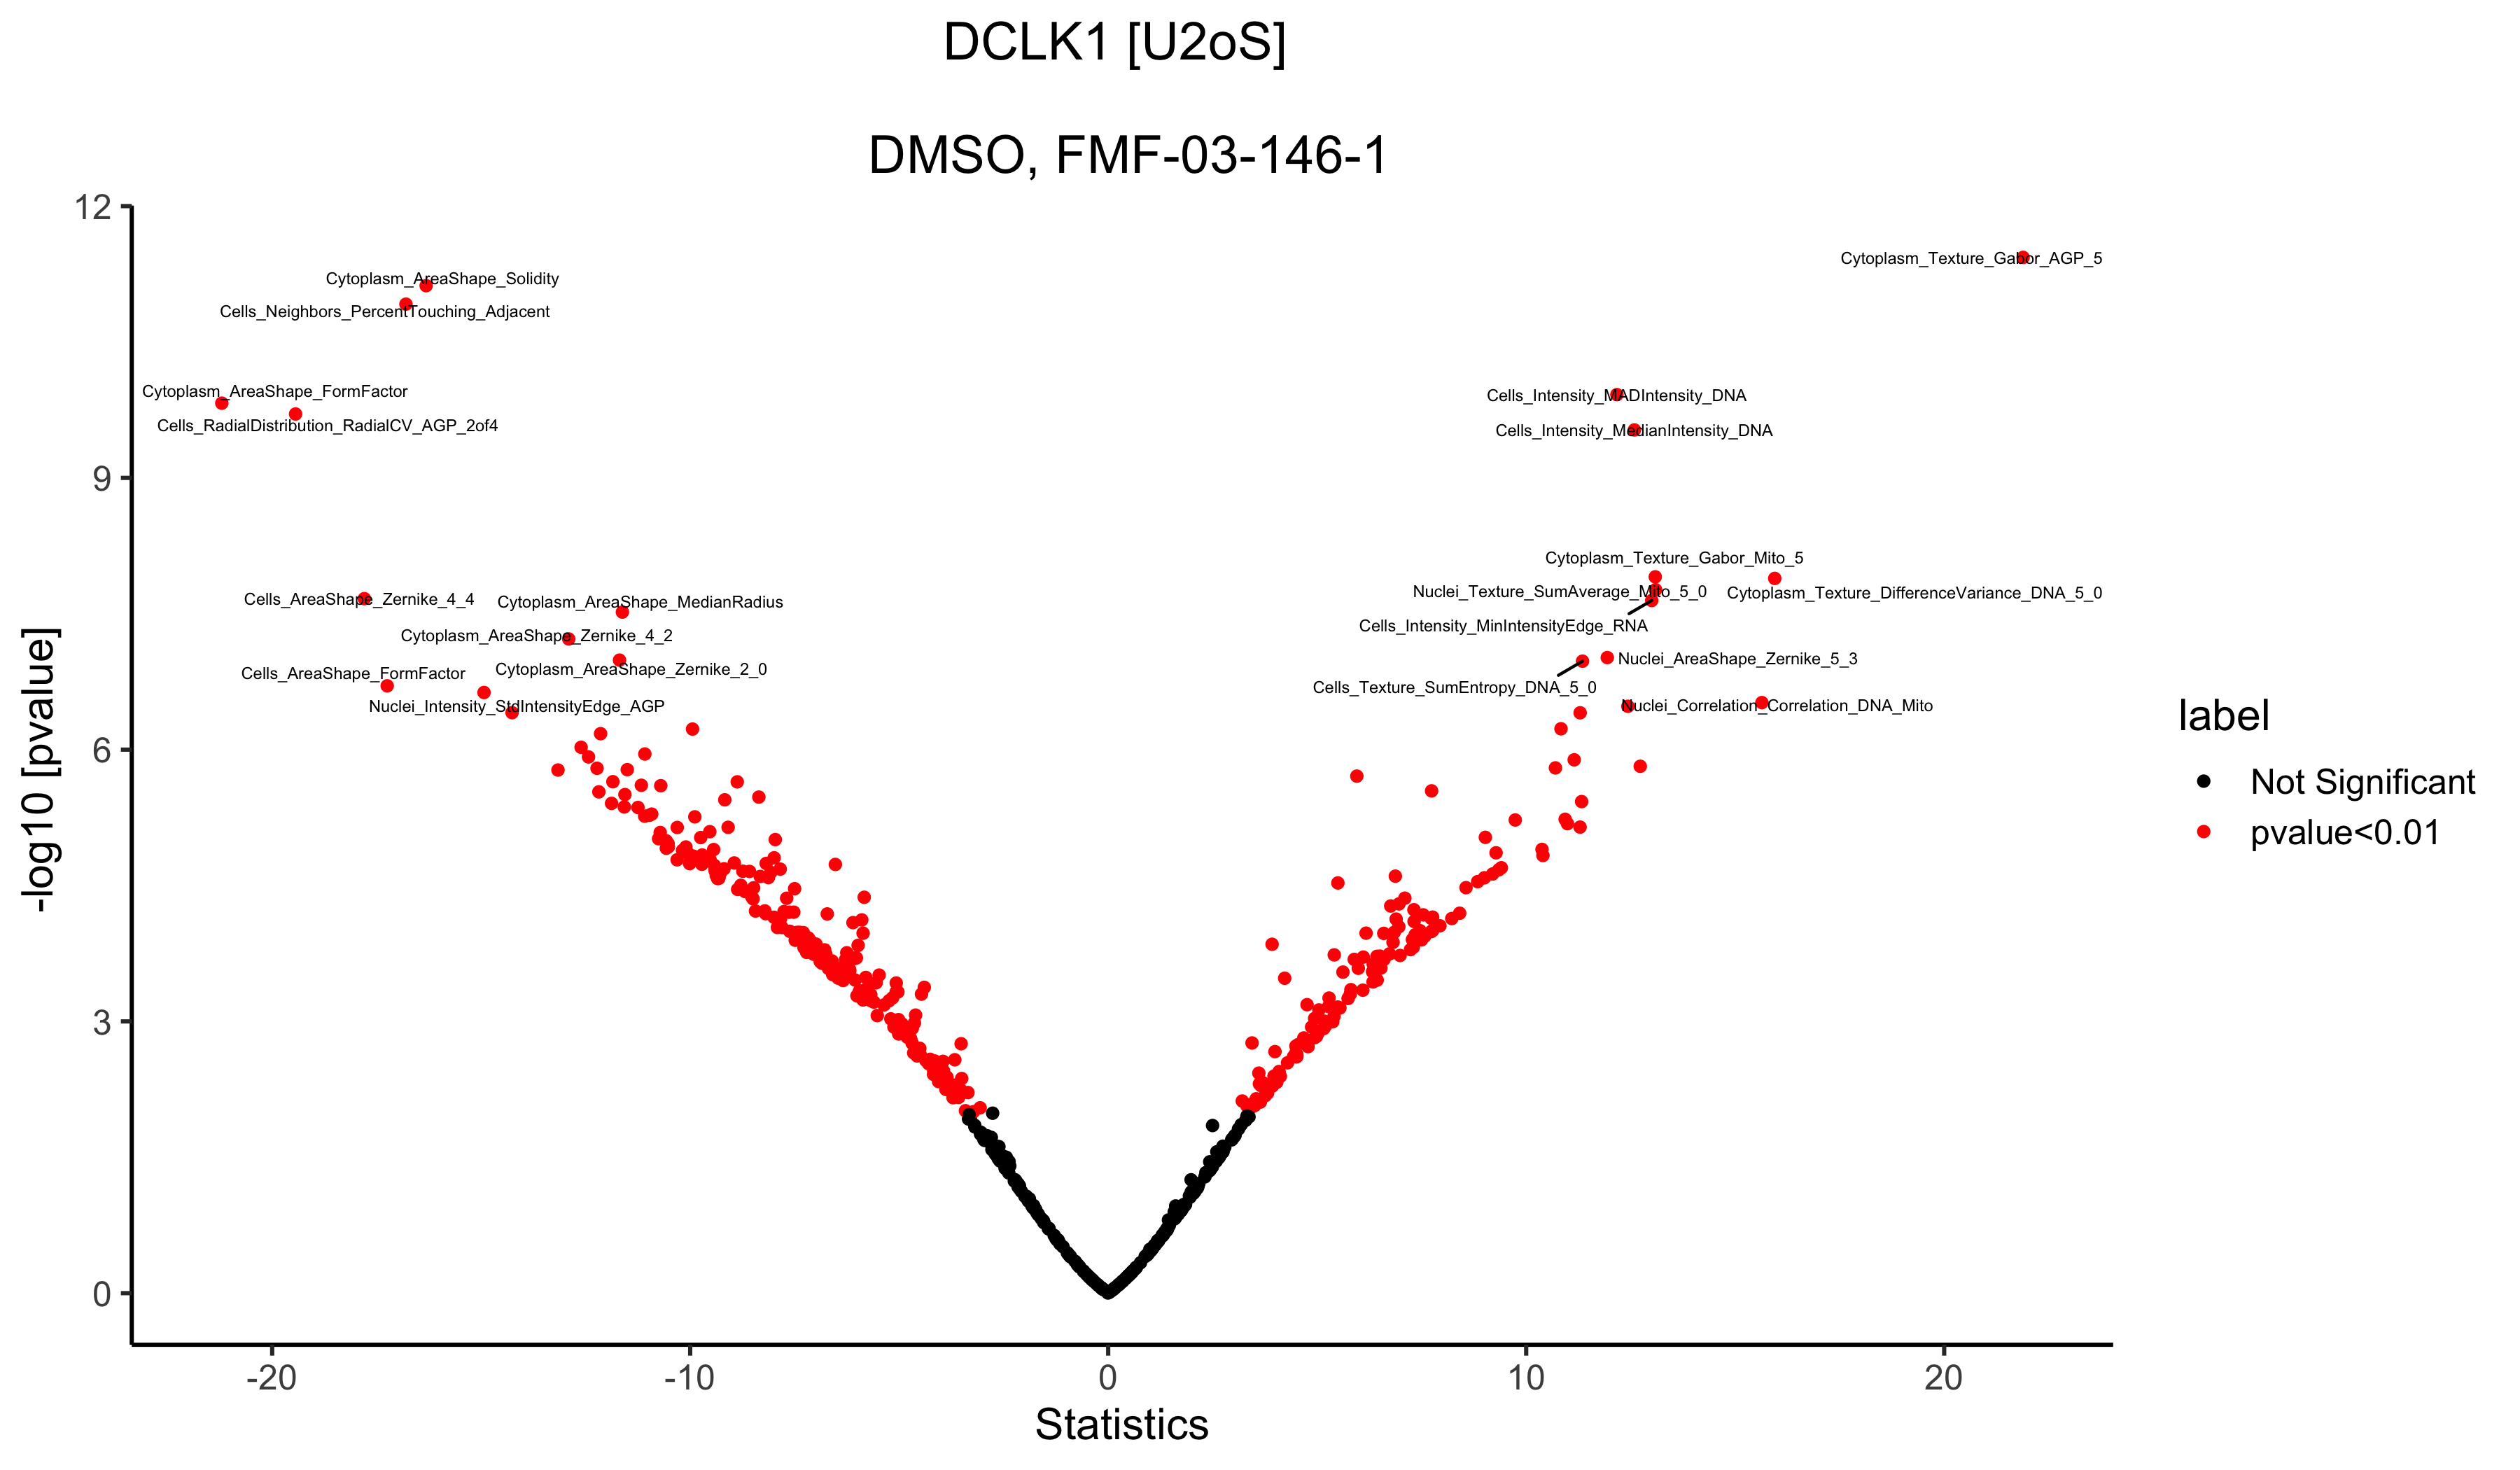 DCLK1 [U2oS]
DMSO, FMF-03-146-1
12
9
6
3
0
-log10 [pvalue]
Cytoplasm_Texture_Gabor_AGP_5
Cytoplasm_AreaShape_Solidity
Cells_Neighbors_PercentTouching_Adjacent
Cytoplasm_AreaShape_FormFactor
Cells_Intensity_MADIntensity_DNA
Cells_RadialDistribution_RadialCV_AGP_2of4
Cells_Intensity_MedianIntensity_DNA
Cytoplasm_Texture_Gabor_Mito_5
Nuclei_Texture_SumAverage_Mito_5_0
Cytoplasm_Texture_DifferenceVariance_DNA_5_0
Cells_AreaShape_Zernike_4_4
Cytoplasm_AreaShape_MedianRadius
Cells_Intensity_MinIntensityEdge_RNA
Cytoplasm_AreaShape_Zernike_4_2
Nuclei_AreaShape_Zernike_5_3
Cytoplasm_AreaShape_Zernike_2_0
Cells_AreaShape_FormFactor
Cells_Texture_SumEntropy_DNA_5_0
Nuclei_Intensity_StdIntensityEdge_AGP
Nuclei_Correlation_Correlation_DNA_Mito
label
Not Significant
pvalue<0.01
-20
-10
0
10
20
Statistics